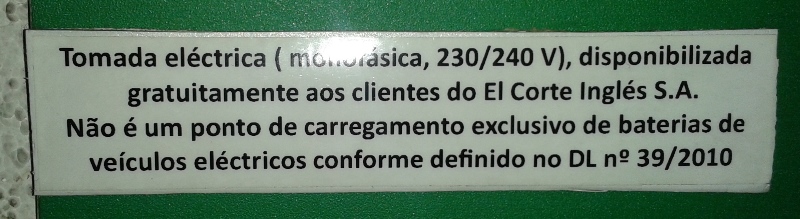 Tomada eléctrica ( monofásica, 230/240 V), disponibilizada
gratuitamente aos clientes do El Corte Inglés S.A.
Não é um ponto de carregamento exclusivo de baterias de
veículos eléctricos conforme definido no DL nº 39/2010